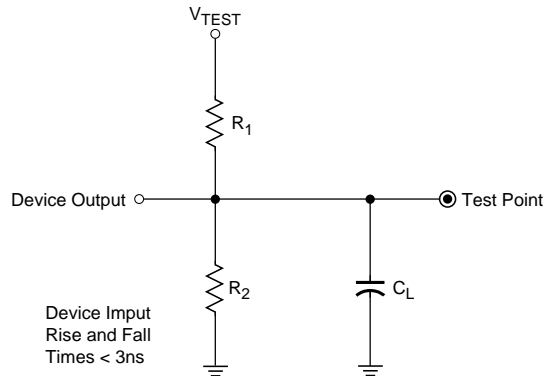 VTEST
R1
Device Output
Test Point
R2
CL
Device Imput
Rise and Fall
Times < 3ns